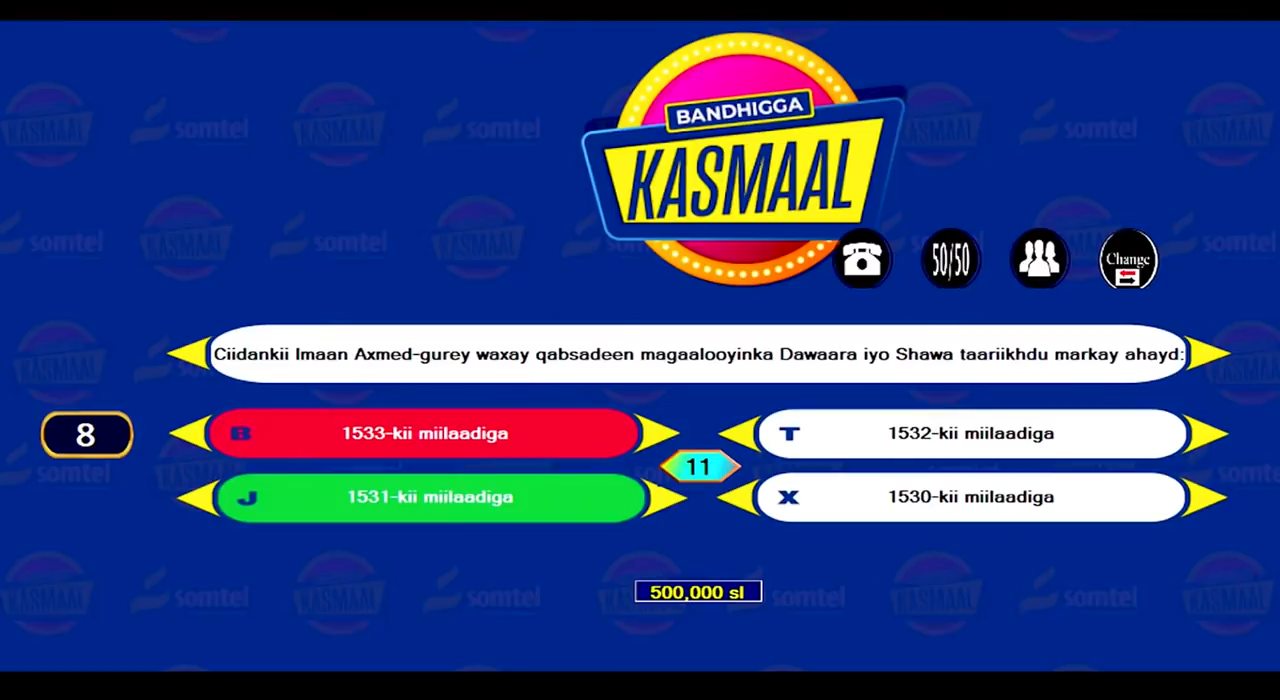 BANDHIGGA
KASMAAL
50/50
Change
Ciidankii Imaan Axmed-gurey waxay qabsadeen magaalooyinka Dawaara iyo Shawa taariikhdu markay ahayd:
8
B 1533-kii miilaadiga
T 1532-kii miilaadiga
11
J 1531-kii miilaadiga
X 1530-kii miilaadiga
500,000 sl
somtel